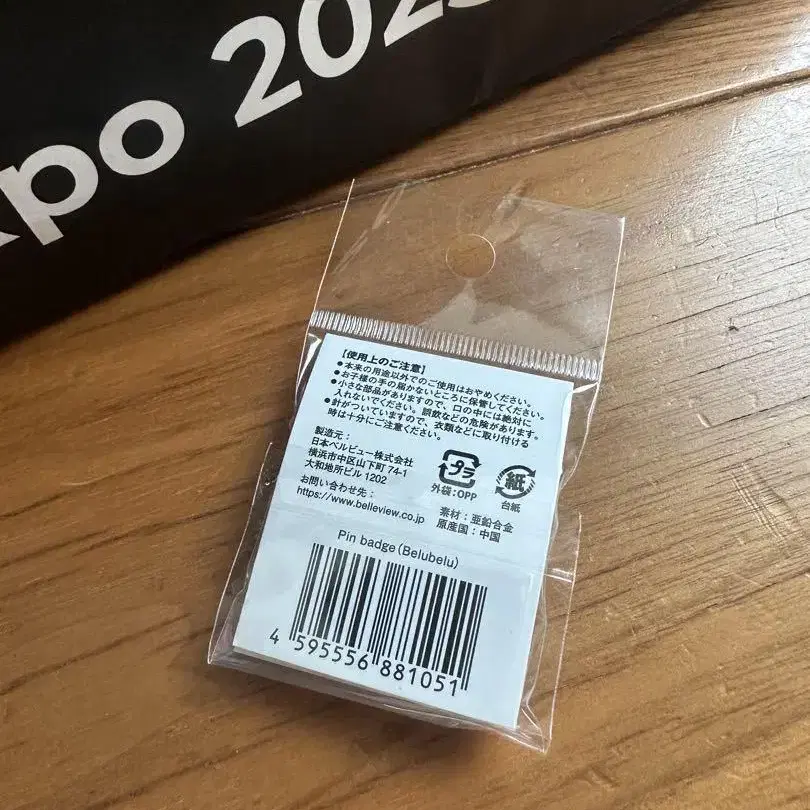 xpo 2025
【使用上のご注意】
●本来の用途以外でのご使用はおやめください。
●お子様の手の届かないところに保管してください。
●小さな部品がありますので、口の中には絶対に
入れないでください。誤飲などの危険があります。
●針がついていますので、衣類などに取り付ける
時は十分にご注意ください。
製造元：
日本ベルビュー株式会社
横浜市中区山下町74-1
大和地所ビル1202
お問い合わせ先：
https://www.belleview.co.jp
プラ
外袋：OPP
紙
台紙
素材：亜鉛合金
原産国：中国
Pin badge（Belubelu）
4 595556 881051